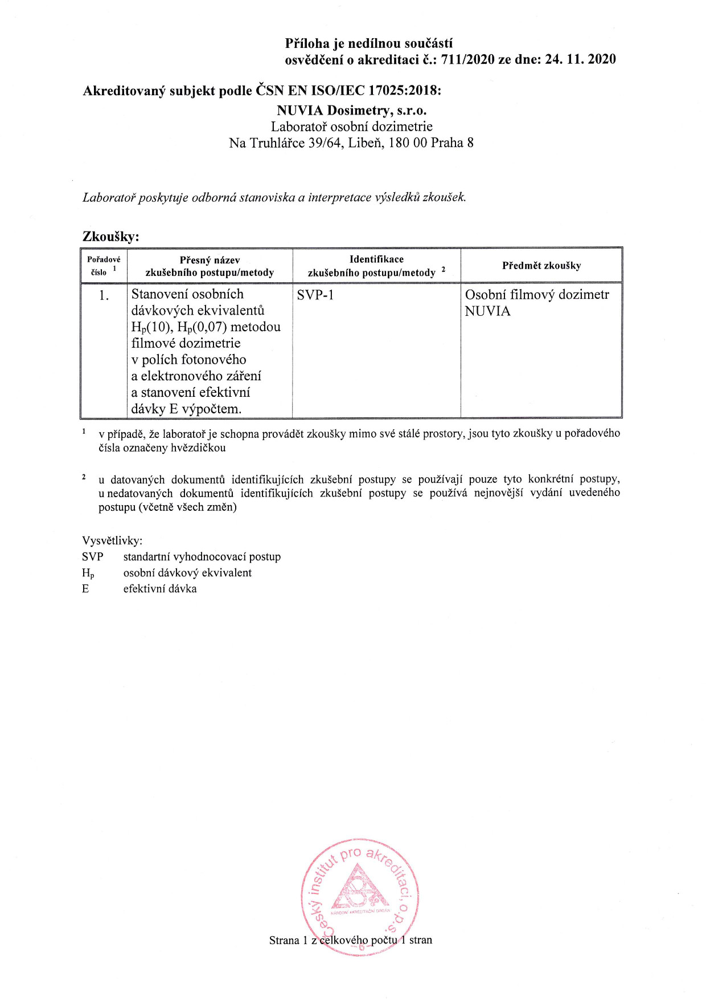 Příloha je nedílnou součástí
osvědčení o akreditaci č.: 711/2020 ze dne: 24. 11. 2020
Akreditovaný subjekt podle ČSN EN ISO/IEC 17025:2018:
NUVIA Dosimetry, s.r.o.
Laboratoř osobní dozimetrie
Na Truhlářce 39/64, Libeň, 180 00 Praha 8
Laboratoř poskytuje odborná stanoviska a interpretace výsledků zkoušek.
Zkoušky:
Pořadové
číslo 1
Přesný název
zkušebního postupu/metody
Identifikace
zkušebního postupu/metody 2
Předmět zkoušky
1.
Stanovení osobních
dávkových ekvivalentů
Hp(10), Hp(0,07) metodou
filmové dozimetrie
v polích fotonového
a elektronového záření
a stanovení efektivní
dávky E výpočtem.
SVP-1
Osobní filmový dozimetr
NUVIA
1 v případě, že laboratoř je schopna provádět zkoušky mimo své stálé prostory, jsou tyto zkoušky u pořadového
čísla označeny hvězdičkou
2 u datovaných dokumentů identifikujících zkušební postupy se používají pouze tyto konkrétní postupy,
u nedatovaných dokumentů identifikujících zkušební postupy se používá nejnovější vydání uvedeného
postupu (včetně všech změn)
Vysvětlivky:
SVP standartní vyhodnocovací postup
Hp osobní dávkový ekvivalent
E efektivní dávka
Český institut pro akreditaci, o.p.s.
NÁRODNÍ AKREDITAČNÍ ORGÁN
Strana 1 z celkového počtu 1 stran
-6-